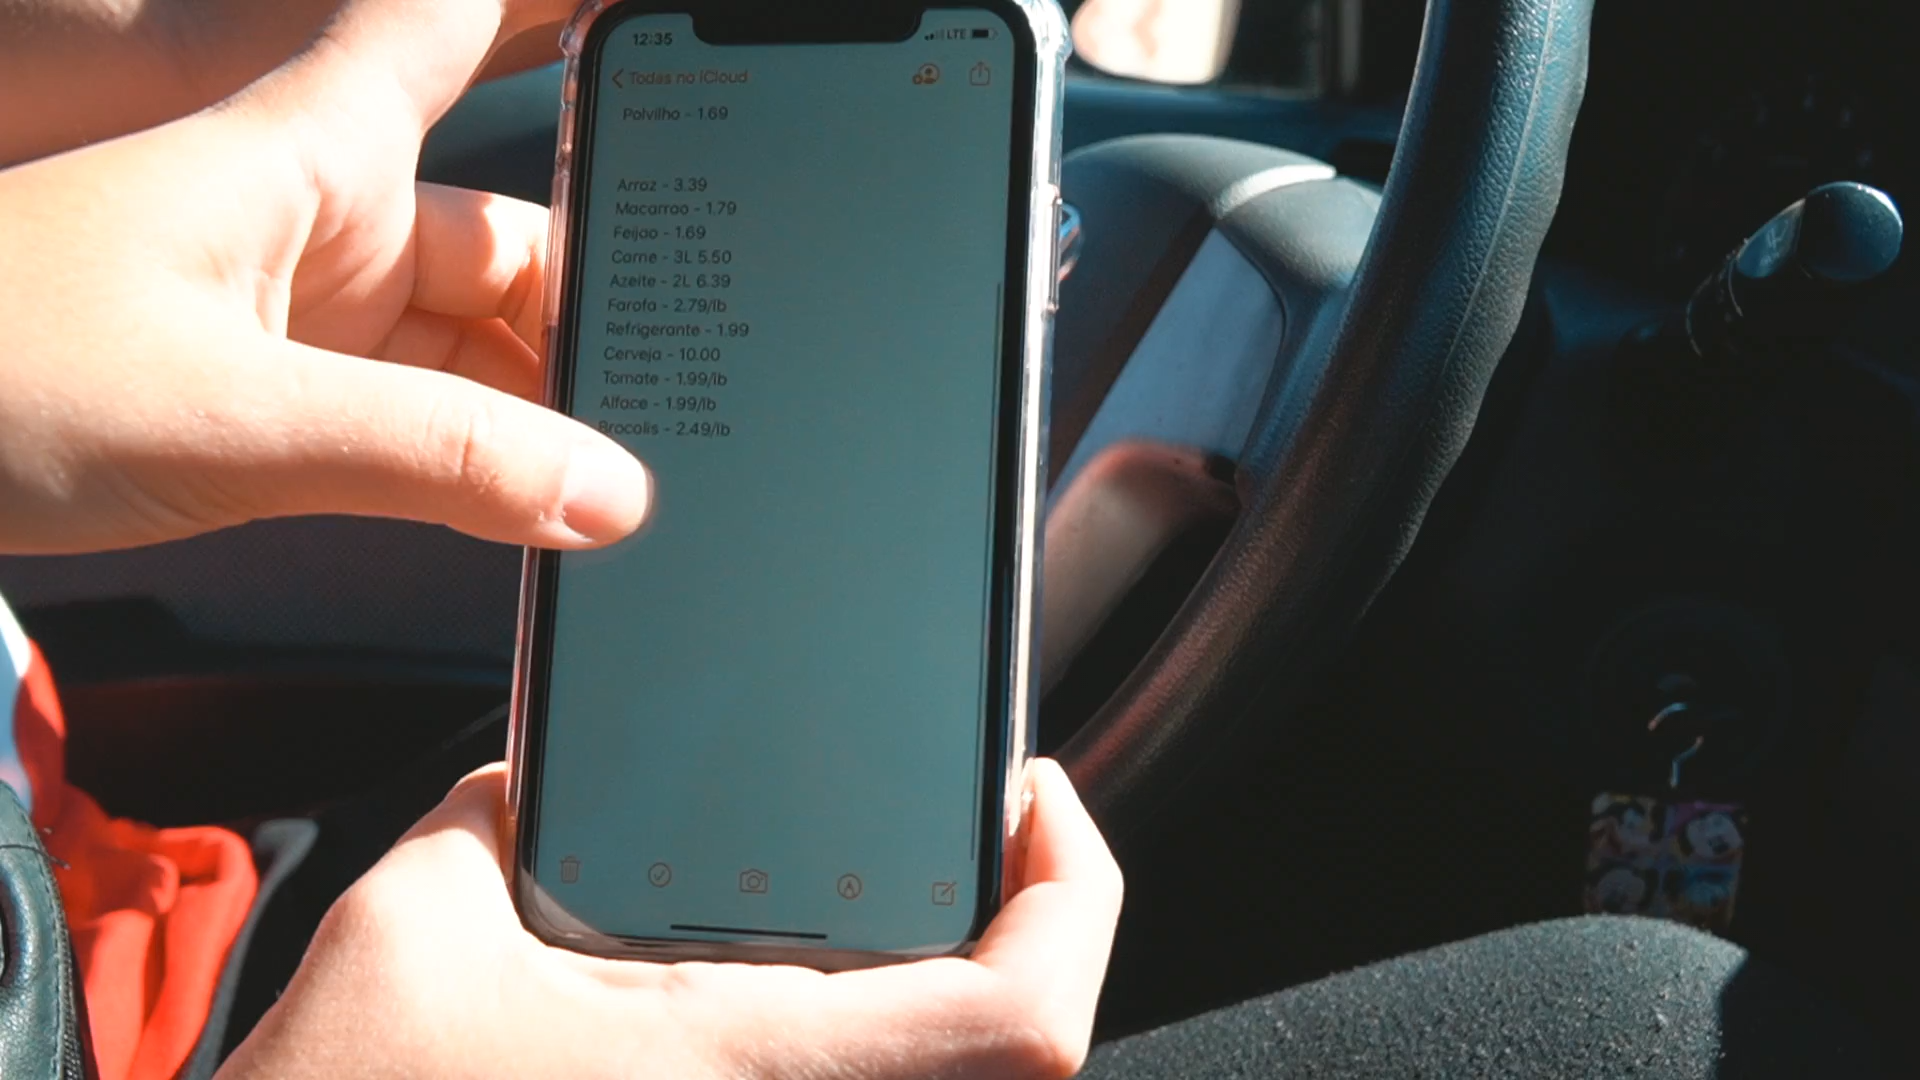 12:35 LTE
Todas no iCloud
Polvilho - 1.69
Arroz - 3.39
Macarrao - 1.79
Feijao - 1.69
Carne - 3L 5.50
Azeite - 2L 6.39
Farofa - 2.79/lb
Refrigerante - 1.99
Cerveja - 10.00
Tomate - 1.99/lb
Alface - 1.99/lb
Brocolis - 2.49/lb